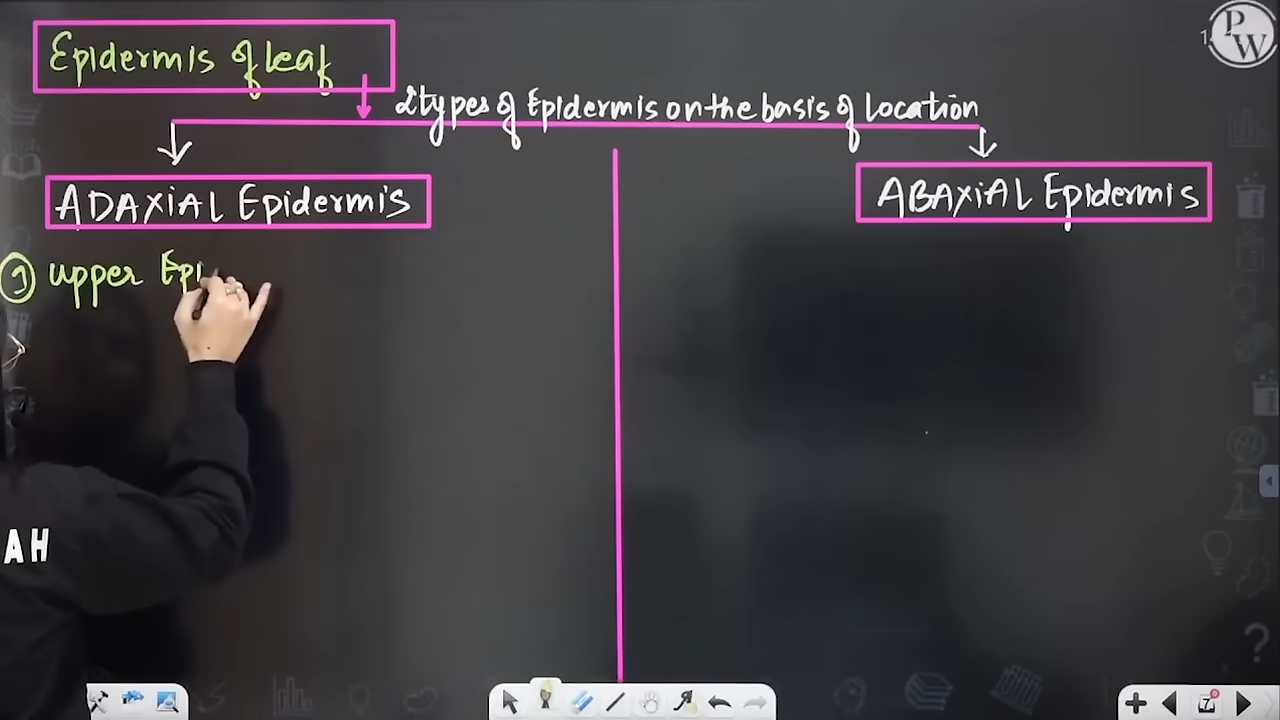 Epidermis of leaf
2types of Epidermis on the basis of location
ADAXIAL Epidermis
ABAXIAL Epidermis
① upper Epi
AH
PW